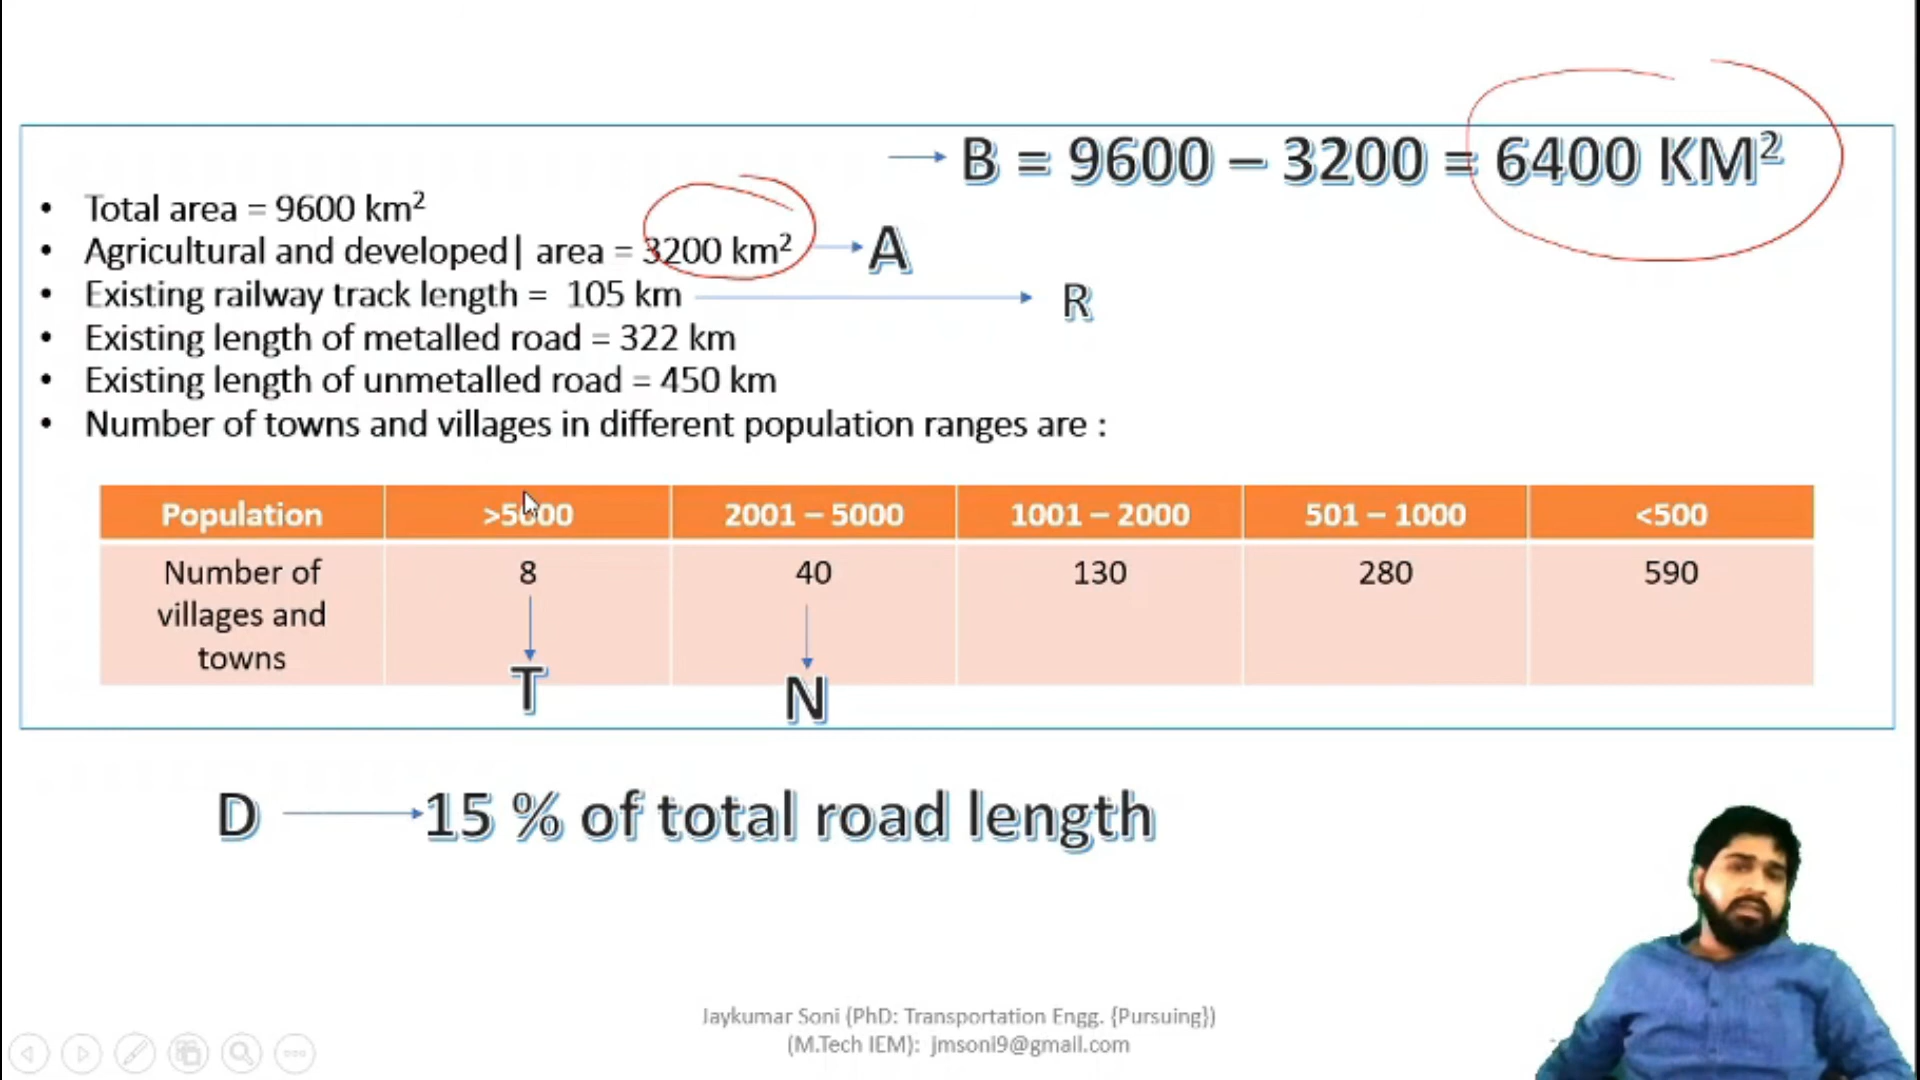 B = 9600 – 3200 = 6400 KM²
• Total area = 9600 km²
• Agricultural and developed| area = 3200 km² A
• Existing railway track length = 105 km R
• Existing length of metalled road = 322 km
• Existing length of unmetalled road = 450 km
• Number of towns and villages in different population ranges are :
Population >5000 2001 – 5000 1001 – 2000 501 – 1000 <500
Number of 8 40 130 280 590
villages and
towns
T N
D 15 % of total road length
Jaykumar Soni (PhD: Transportation Engg. {Pursuing})
(M.Tech IEM): jmsoni9@gmail.com